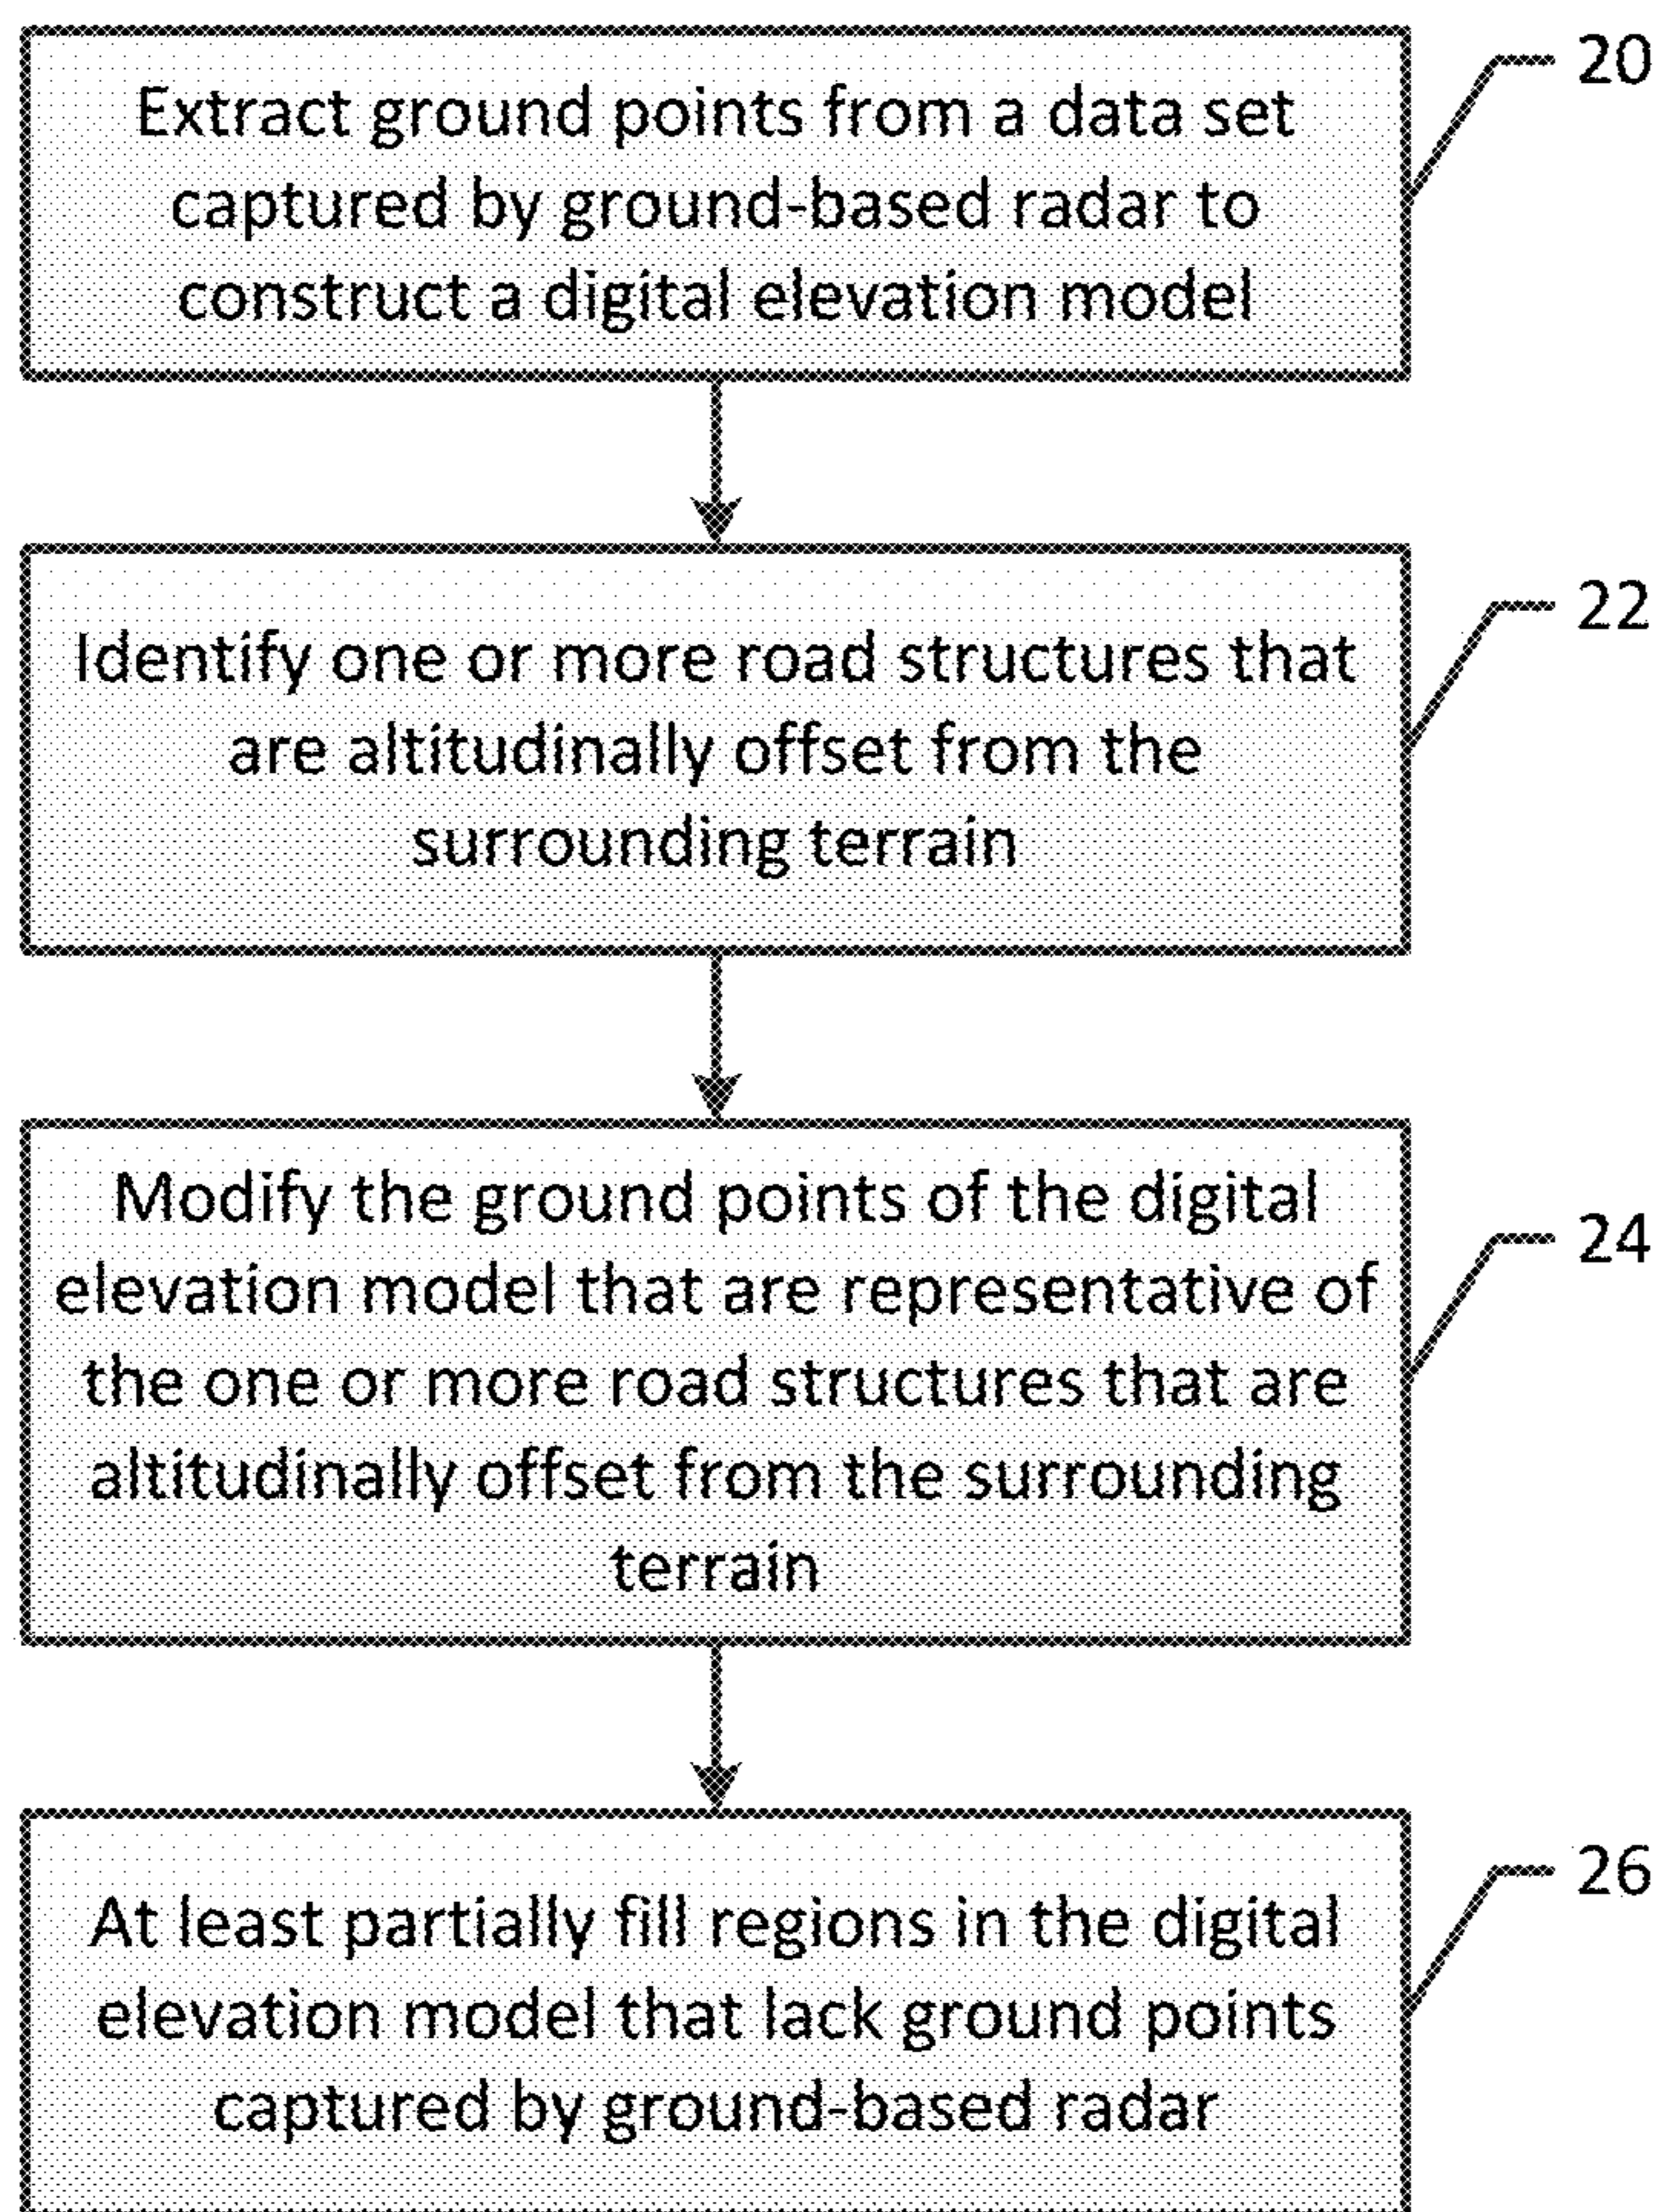 Extract ground points from a data set
captured by ground-based radar to
construct a digital elevation model
20
Identify one or more road structures that
are altitudinally offset from the
surrounding terrain
22
Modify the ground points of the digital
elevation model that are representative of
the one or more road structures that are
altitudinally offset from the surrounding
terrain
24
At least partially fill regions in the digital
elevation model that lack ground points
captured by ground-based radar
26